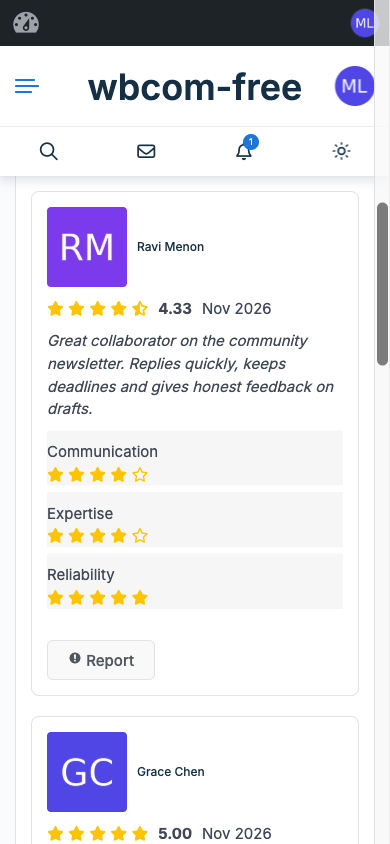 ML
wbcom-free
ML
1
RM
Ravi Menon
4.33 Nov 2026
Great collaborator on the community
newsletter. Replies quickly, keeps
deadlines and gives honest feedback on
drafts.
Communication
Expertise
Reliability
Report
GC
Grace Chen
5.00 Nov 2026